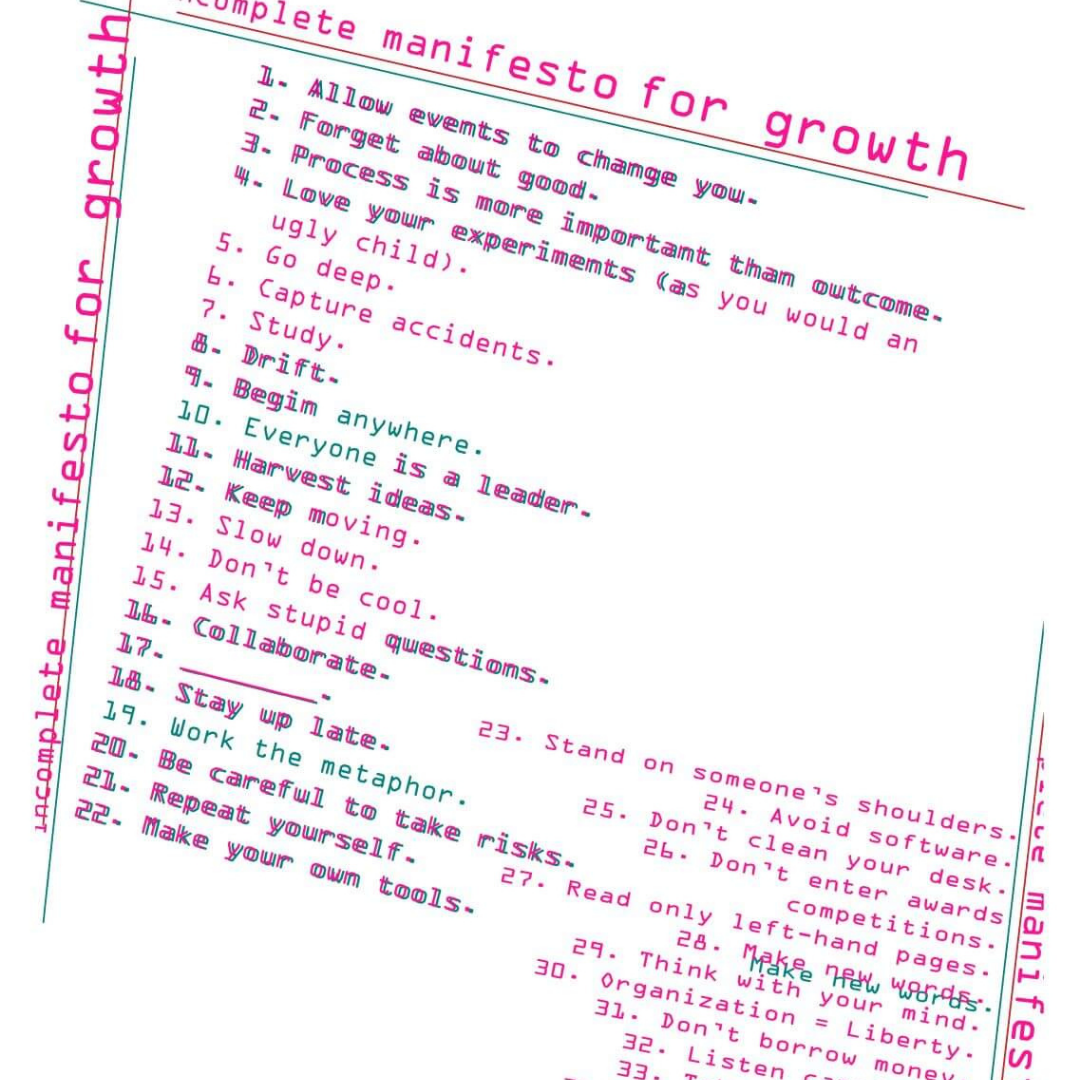 incomplete manifesto for growth
manifesto for growth
1. Allow events to change you.
2. Forget about good.
3. Process is more important than outcome.
4. Love your experiments (as you would an
ugly child).
5. Go deep.
6. Capture accidents.
7. Study.
8. Drift.
9. Begin anywhere.
10. Everyone is a leader.
11. Harvest ideas.
12. Keep moving.
13. Slow down.
14. Don't be cool.
15. Ask stupid questions.
16. Collaborate.
17. ________.
18. Stay up late.
19. Work the metaphor.
20. Be careful to take risks.
21. Repeat yourself.
22. Make your own tools.
23. Stand on someone's shoulders.
24. Avoid software.
25. Don't clean your desk.
26. Don't enter awards
competitions.
27. Read only left-hand pages.
28. Make new words.
Make new words.
29. Think with your mind.
30. Organization = Liberty.
31. Don't borrow money.
32. Listen
33.